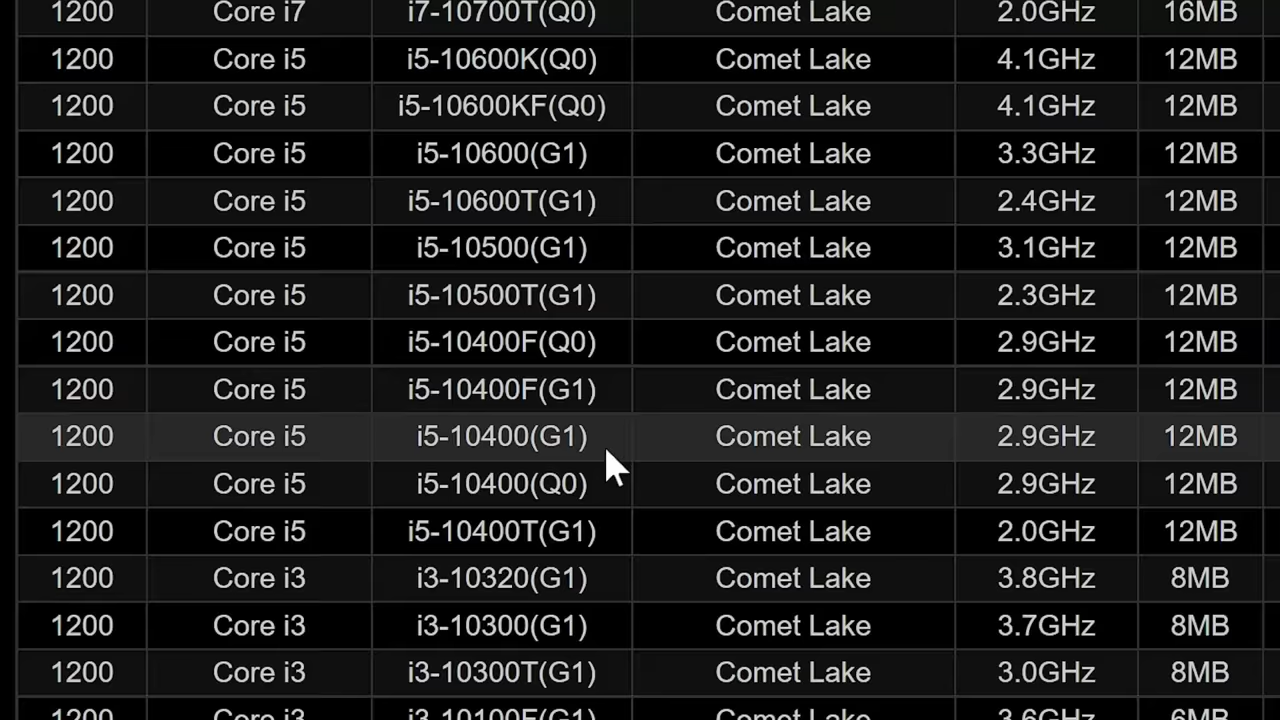 1200 Core i7 i7-10700T(Q0) Comet Lake 2.0GHz 16MB
1200 Core i5 i5-10600K(Q0) Comet Lake 4.1GHz 12MB
1200 Core i5 i5-10600KF(Q0) Comet Lake 4.1GHz 12MB
1200 Core i5 i5-10600(G1) Comet Lake 3.3GHz 12MB
1200 Core i5 i5-10600T(G1) Comet Lake 2.4GHz 12MB
1200 Core i5 i5-10500(G1) Comet Lake 3.1GHz 12MB
1200 Core i5 i5-10500T(G1) Comet Lake 2.3GHz 12MB
1200 Core i5 i5-10400F(Q0) Comet Lake 2.9GHz 12MB
1200 Core i5 i5-10400F(G1) Comet Lake 2.9GHz 12MB
1200 Core i5 i5-10400(G1) Comet Lake 2.9GHz 12MB
1200 Core i5 i5-10400(Q0) Comet Lake 2.9GHz 12MB
1200 Core i5 i5-10400T(G1) Comet Lake 2.0GHz 12MB
1200 Core i3 i3-10320(G1) Comet Lake 3.8GHz 8MB
1200 Core i3 i3-10300(G1) Comet Lake 3.7GHz 8MB
1200 Core i3 i3-10300T(G1) Comet Lake 3.0GHz 8MB
1200 Core i3 i3-10100F(G1) Comet Lake 3.6GHz 6MB